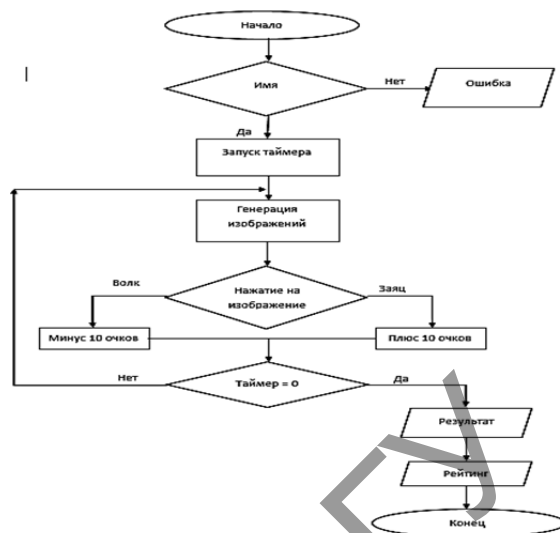 Начало
Имя
Нет
Ошибка
Да
Запуск таймера
Генерация
изображений
Волк
Нажатие на
изображение
Заяц
Минус 10 очков
Плюс 10 очков
Нет
Таймер = 0
Да
Результат
Рейтинг
Конец